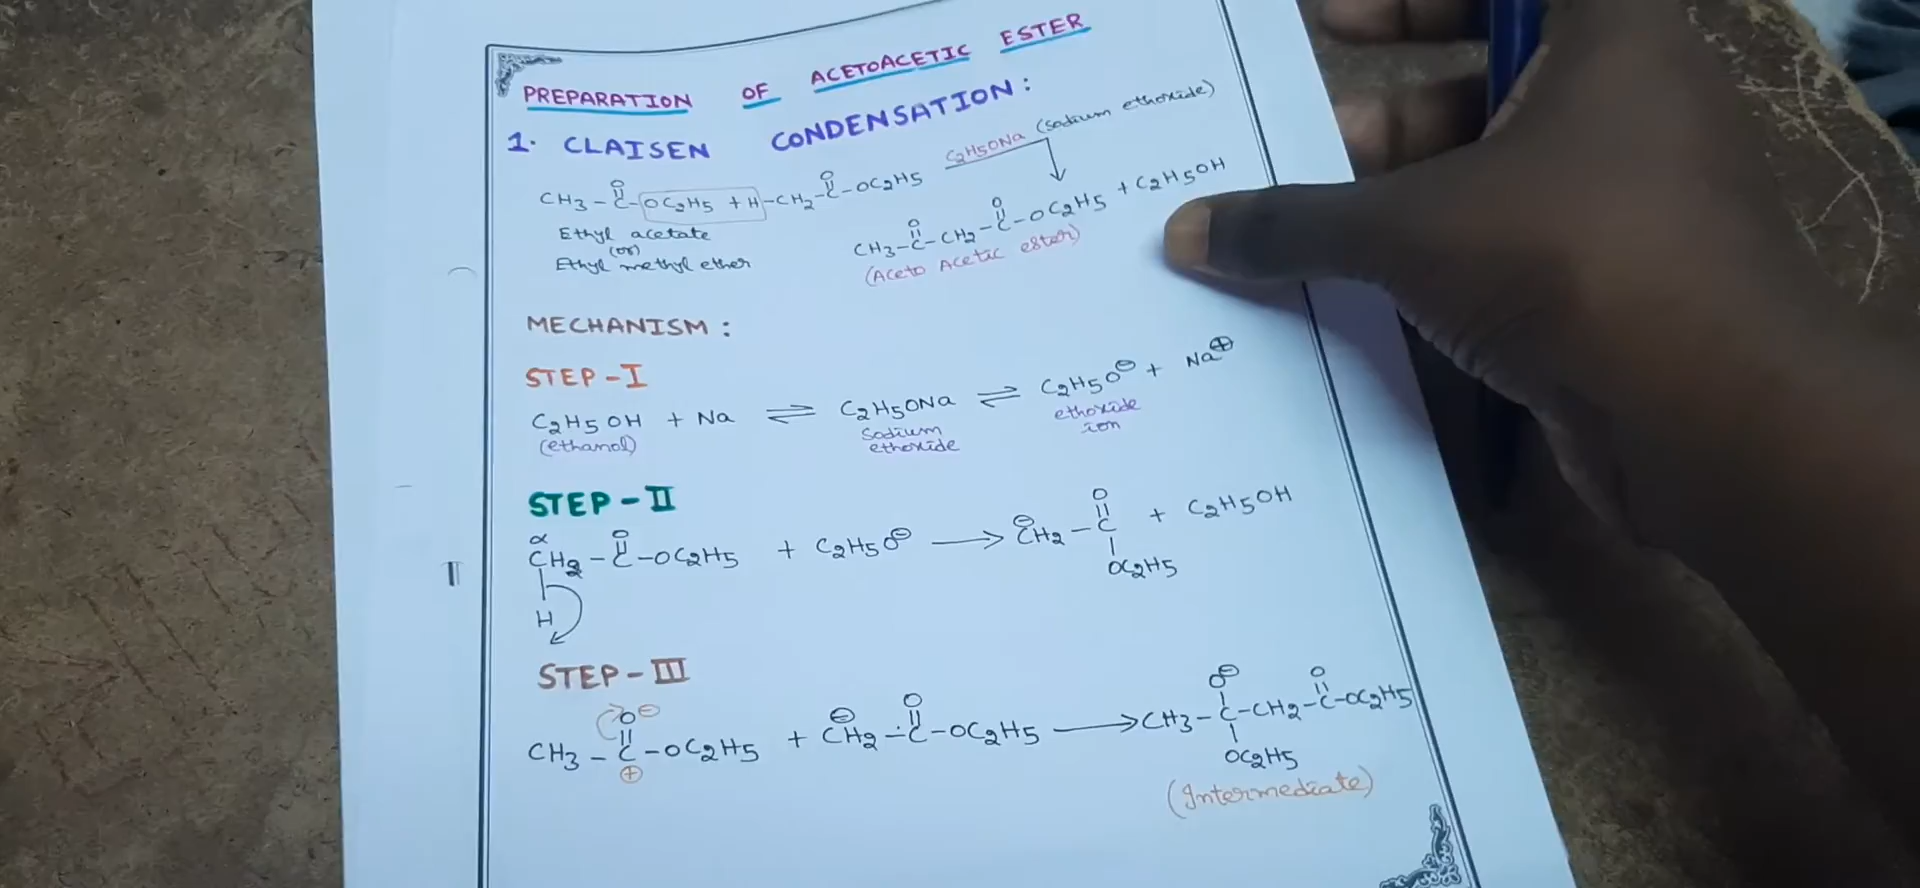 PREPARATION OF ACETOACETIC ESTER
1. CLAISEN CONDENSATION:
C2H5ONa (Sodium ethoxide)
CH3-C(=O)-OC2H5 + H-CH2-C(=O)-OC2H5
CH3-C(=O)-CH2-C(=O)-OC2H5 + C2H5OH
Ethyl acetate
(or)
Ethyl methyl ether
(Aceto Acetic ester)
MECHANISM:
STEP-I
C2H5OH + Na ⇌ C2H5ONa ⇌ C2H5O⊖ + Na⊕
(ethanol)
Sodium
ethoxide
ethoxide
ion
STEP-II
α
CH2-C(=O)-OC2H5 + C2H5O⊖ → ⊖CH2-C(=O) + C2H5OH
OC2H5
H
II
STEP-III
O⊖
CH3-C(=O)-OC2H5 + ⊖CH2-C(=O)-OC2H5 → CH3-C(O⊖)-CH2-C(=O)-OC2H5
⊕
OC2H5
(Intermediate)